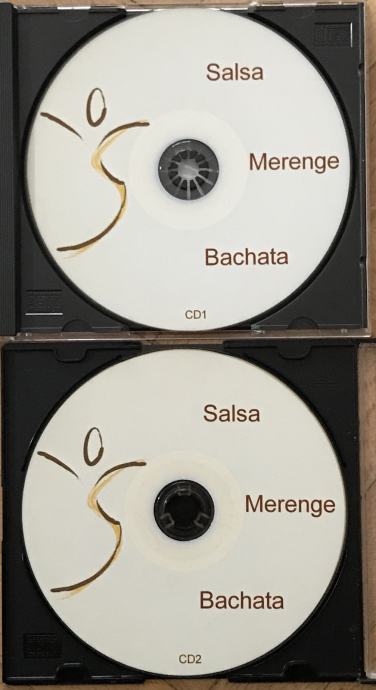 Salsa
Merenge
Bachata
CD1
Salsa
Merenge
Bachata
CD2